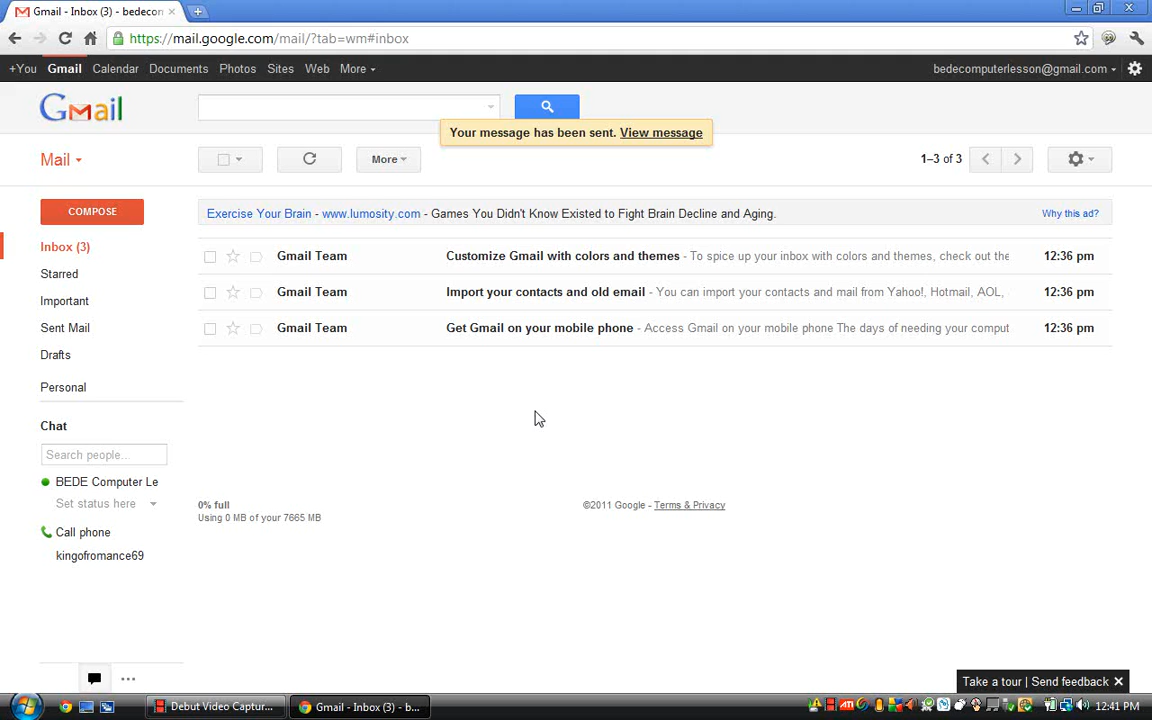 Gmail - Inbox (3) - bedecon
https://mail.google.com/mail/?tab=wm#inbox
+You Gmail Calendar Documents Photos Sites Web More
bedecomputerlesson@gmail.com
Gmail
Your message has been sent. View message
Mail
More
1–3 of 3
COMPOSE
Exercise Your Brain - www.lumosity.com - Games You Didn't Know Existed to Fight Brain Decline and Aging.
Why this ad?
Inbox (3)
Starred
Important
Sent Mail
Drafts
Personal
Gmail Team Customize Gmail with colors and themes - To spice up your inbox with colors and themes, check out the 12:36 pm
Gmail Team Import your contacts and old email - You can import your contacts and mail from Yahoo!, Hotmail, AOL, 12:36 pm
Gmail Team Get Gmail on your mobile phone - Access Gmail on your mobile phone The days of needing your comput 12:36 pm
Chat
Search people...
BEDE Computer Le
Set status here
Call phone
kingofromance69
0% full
Using 0 MB of your 7665 MB
©2011 Google - Terms & Privacy
Take a tour | Send feedback
Debut Video Captur...
Gmail - Inbox (3) - b...
12:41 PM